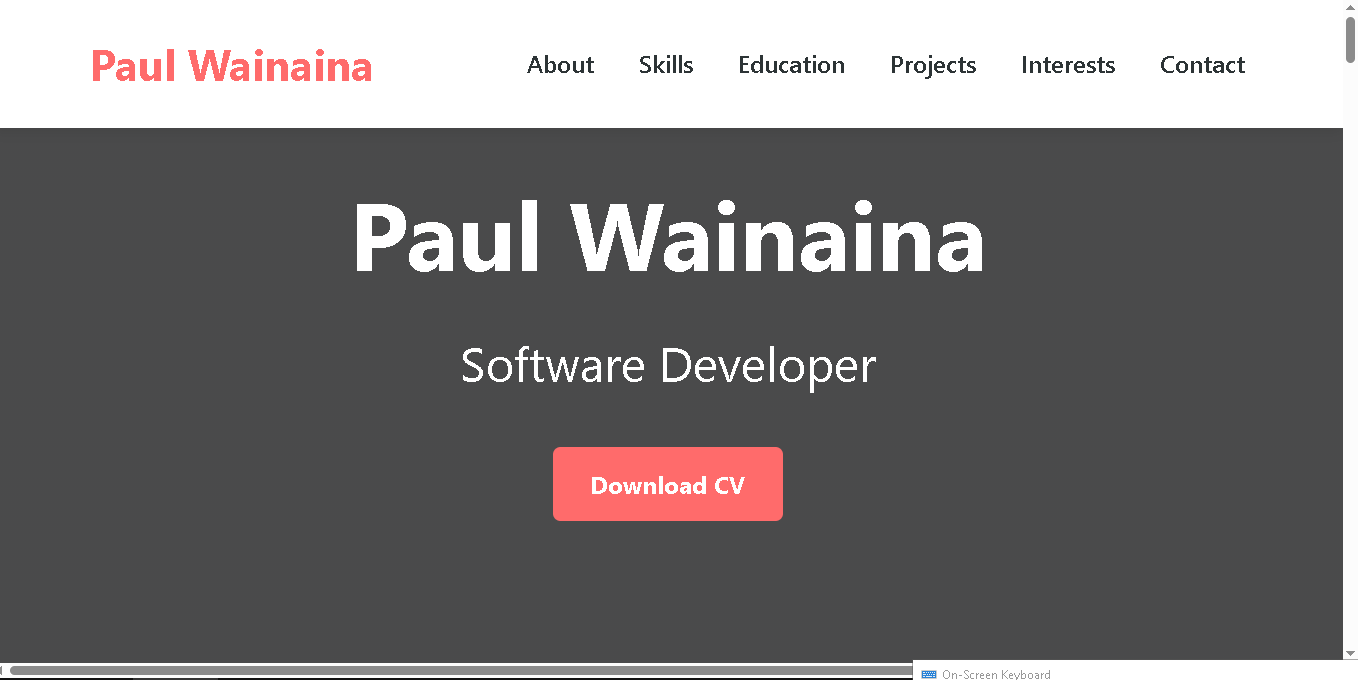 Paul Wainaina
About Skills Education Projects Interests Contact
Paul Wainaina
Software Developer
Download CV
On-Screen Keyboard